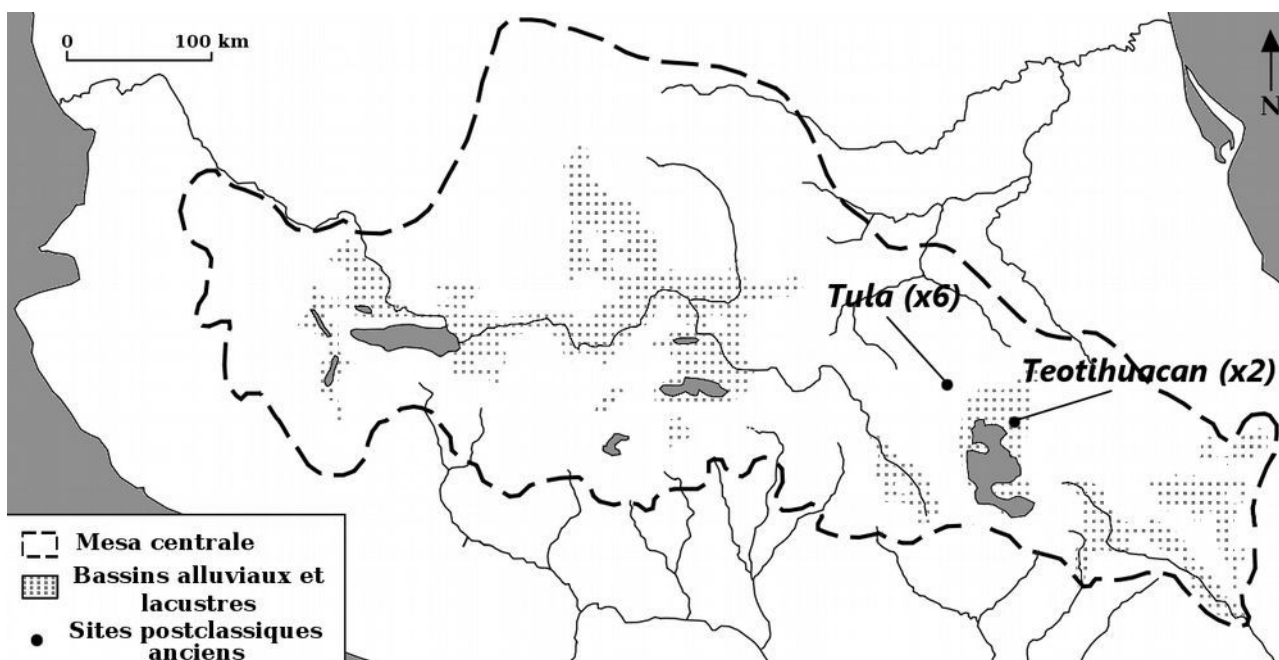 0 100 km
N
Tula (x6)
Teotihuacan (x2)
Mesa centrale
Bassins alluviaux et
lacustres
Sites postclassiques
anciens